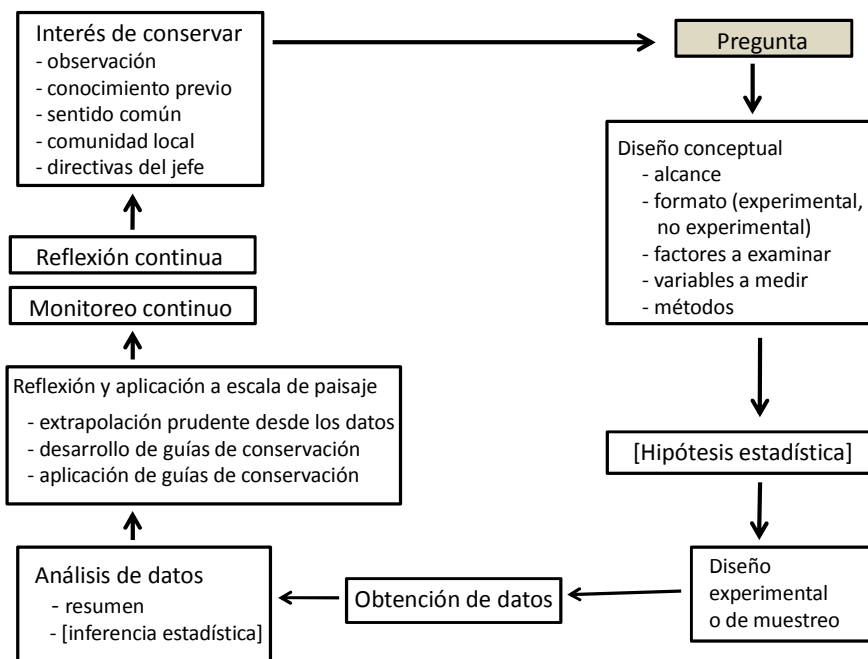 Interés de conservar
- observación
- conocimiento previo
- sentido común
- comunidad local
- directivas del jefe
Pregunta
Diseño conceptual
- alcance
- formato (experimental,
no experimental)
- factores a examinar
- variables a medir
- métodos
[Hipótesis estadística]
Diseño
experimental
o de muestreo
Obtención de datos
Análisis de datos
- resumen
- [inferencia estadística]
Reflexión y aplicación a escala de paisaje
- extrapolación prudente desde los datos
- desarrollo de guías de conservación
- aplicación de guías de conservación
Monitoreo continuo
Reflexión continua